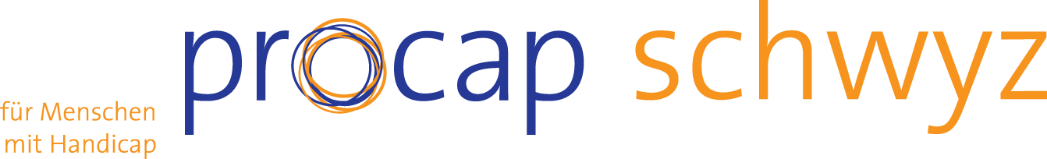 procap schwyz
für Menschen
mit Handicap